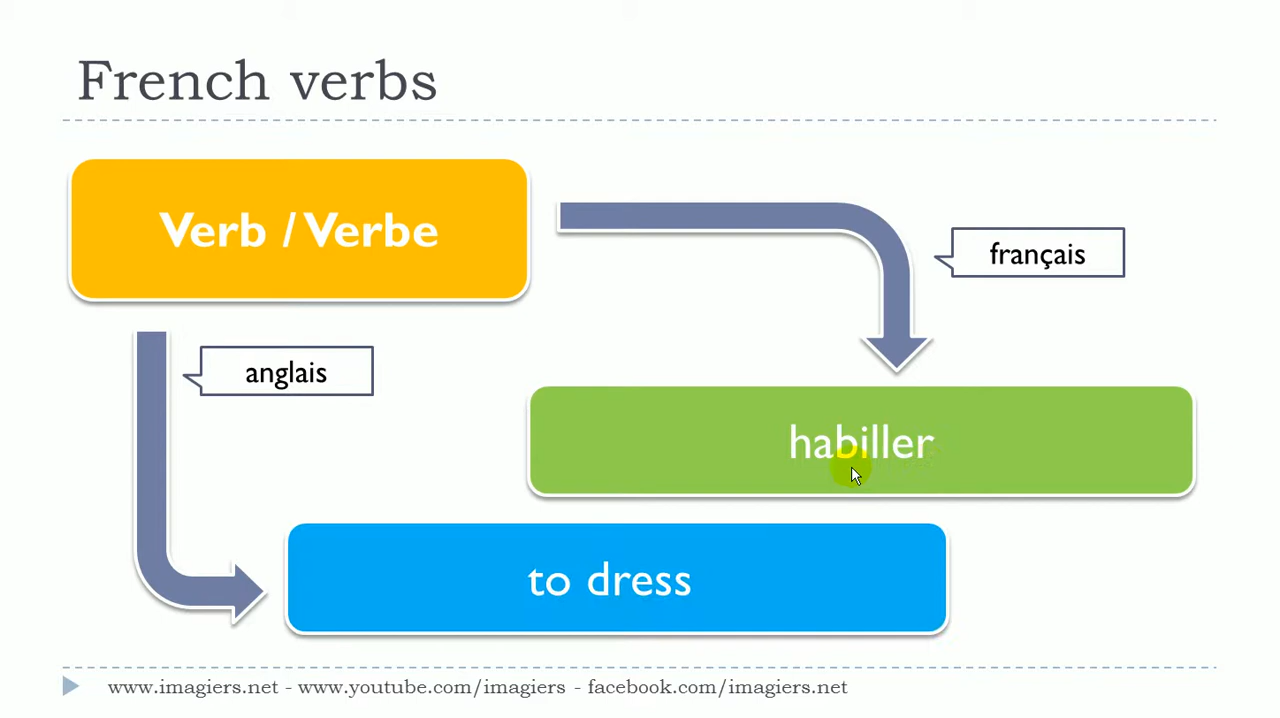 French verbs
Verb / Verbe
français
anglais
habiller
to dress
www.imagiers.net - www.youtube.com/imagiers - facebook.com/imagiers.net